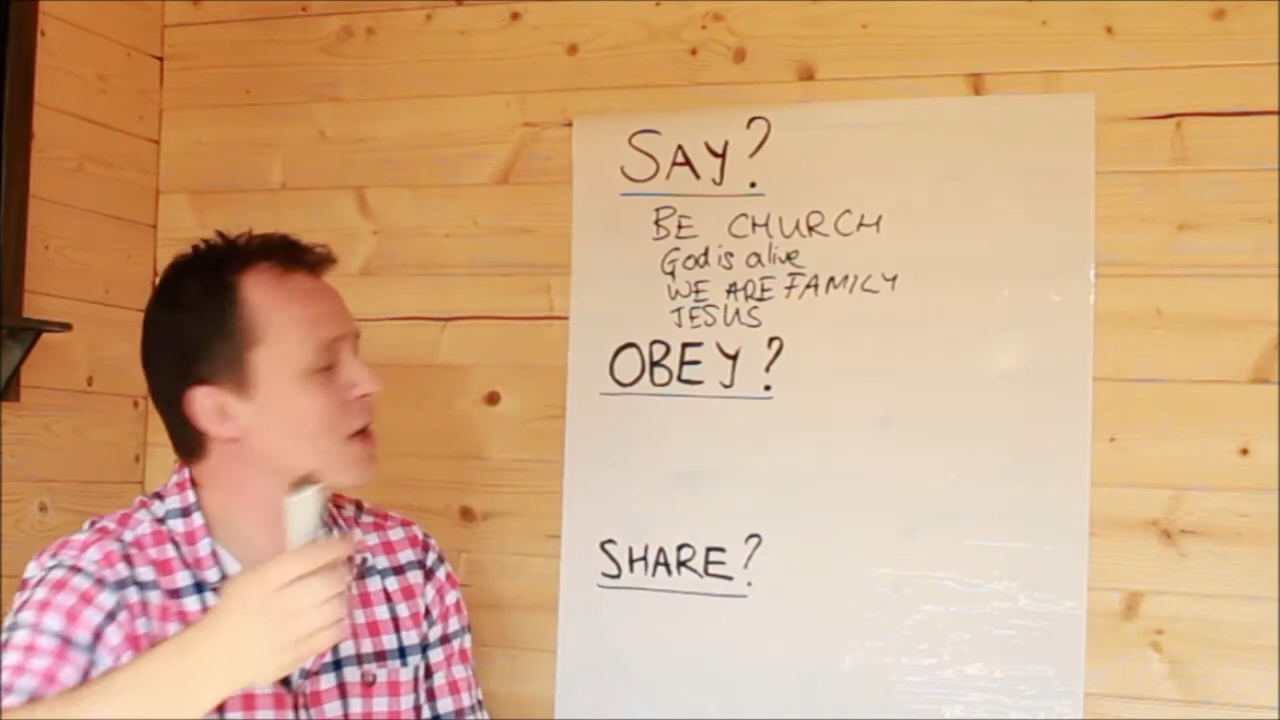 SAY?
BE CHURCH
God is alive
WE ARE FAMILY
JESUS
OBEY?
SHARE?